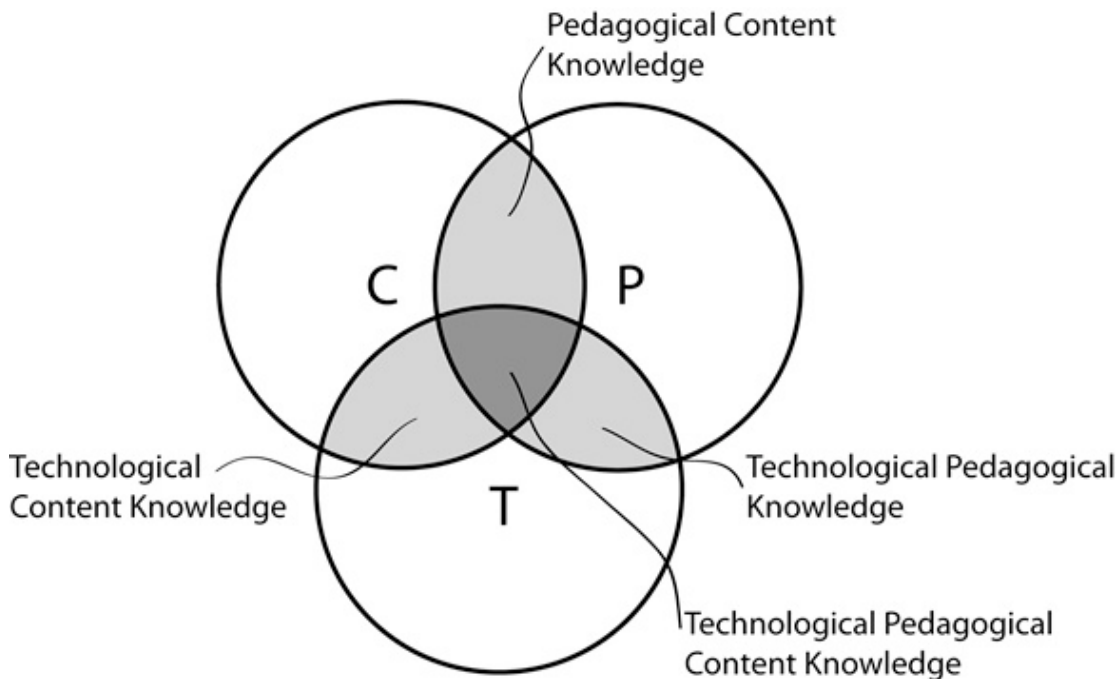 Pedagogical Content
Knowledge
C
P
Technological
Content Knowledge
T
Technological Pedagogical
Knowledge
Technological Pedagogical
Content Knowledge